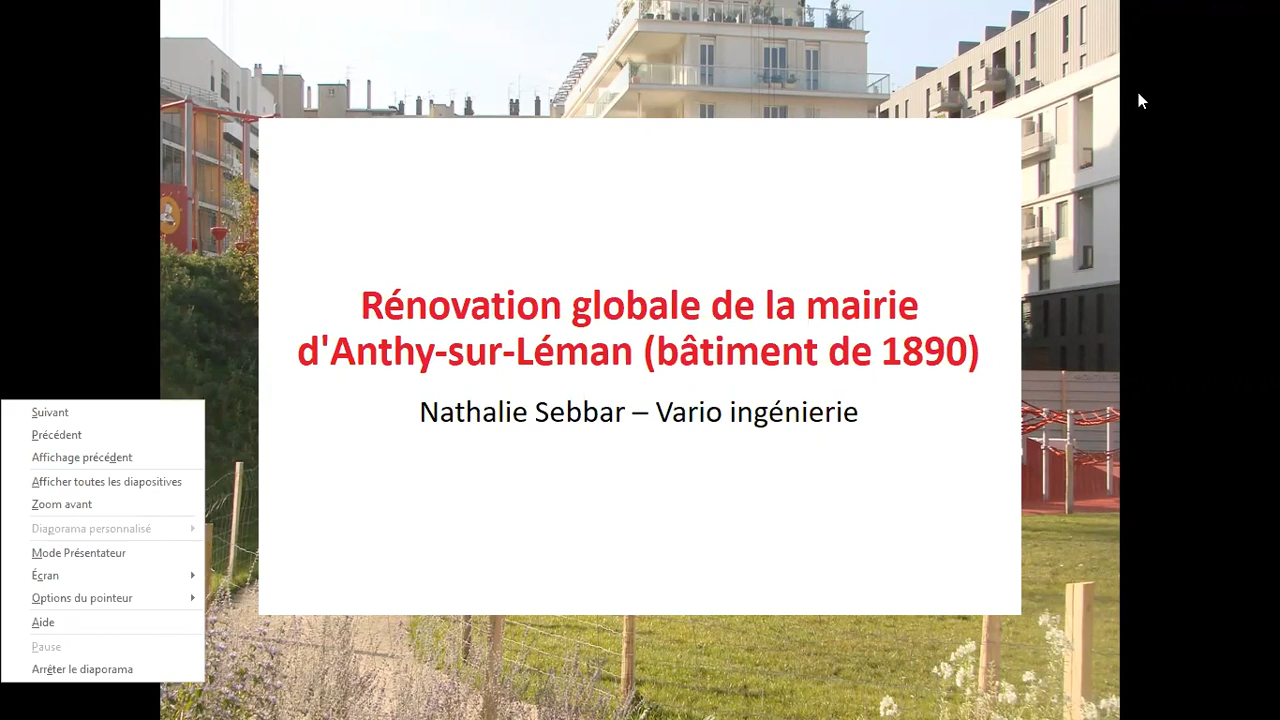 Rénovation globale de la mairie
d'Anthy-sur-Léman (bâtiment de 1890)
Nathalie Sebbar – Vario ingénierie
Suivant
Précédent
Affichage précédent
Afficher toutes les diapositives
Zoom avant
Diaporama personnalisé
Mode Présentateur
Écran
Options du pointeur
Aide
Pause
Arrêter le diaporama